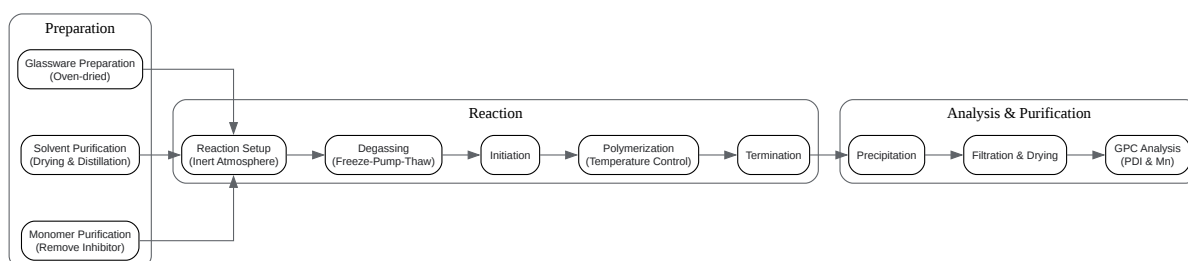 Preparation
Glassware Preparation
(Oven-dried)
Solvent Purification
(Drying & Distillation)
Monomer Purification
(Remove Inhibitor)
Reaction
Reaction Setup
(Inert Atmosphere)
Degassing
(Freeze-Pump-Thaw)
Initiation
Polymerization
(Temperature Control)
Termination
Analysis & Purification
Precipitation
Filtration & Drying
GPC Analysis
(PDI & Mn)